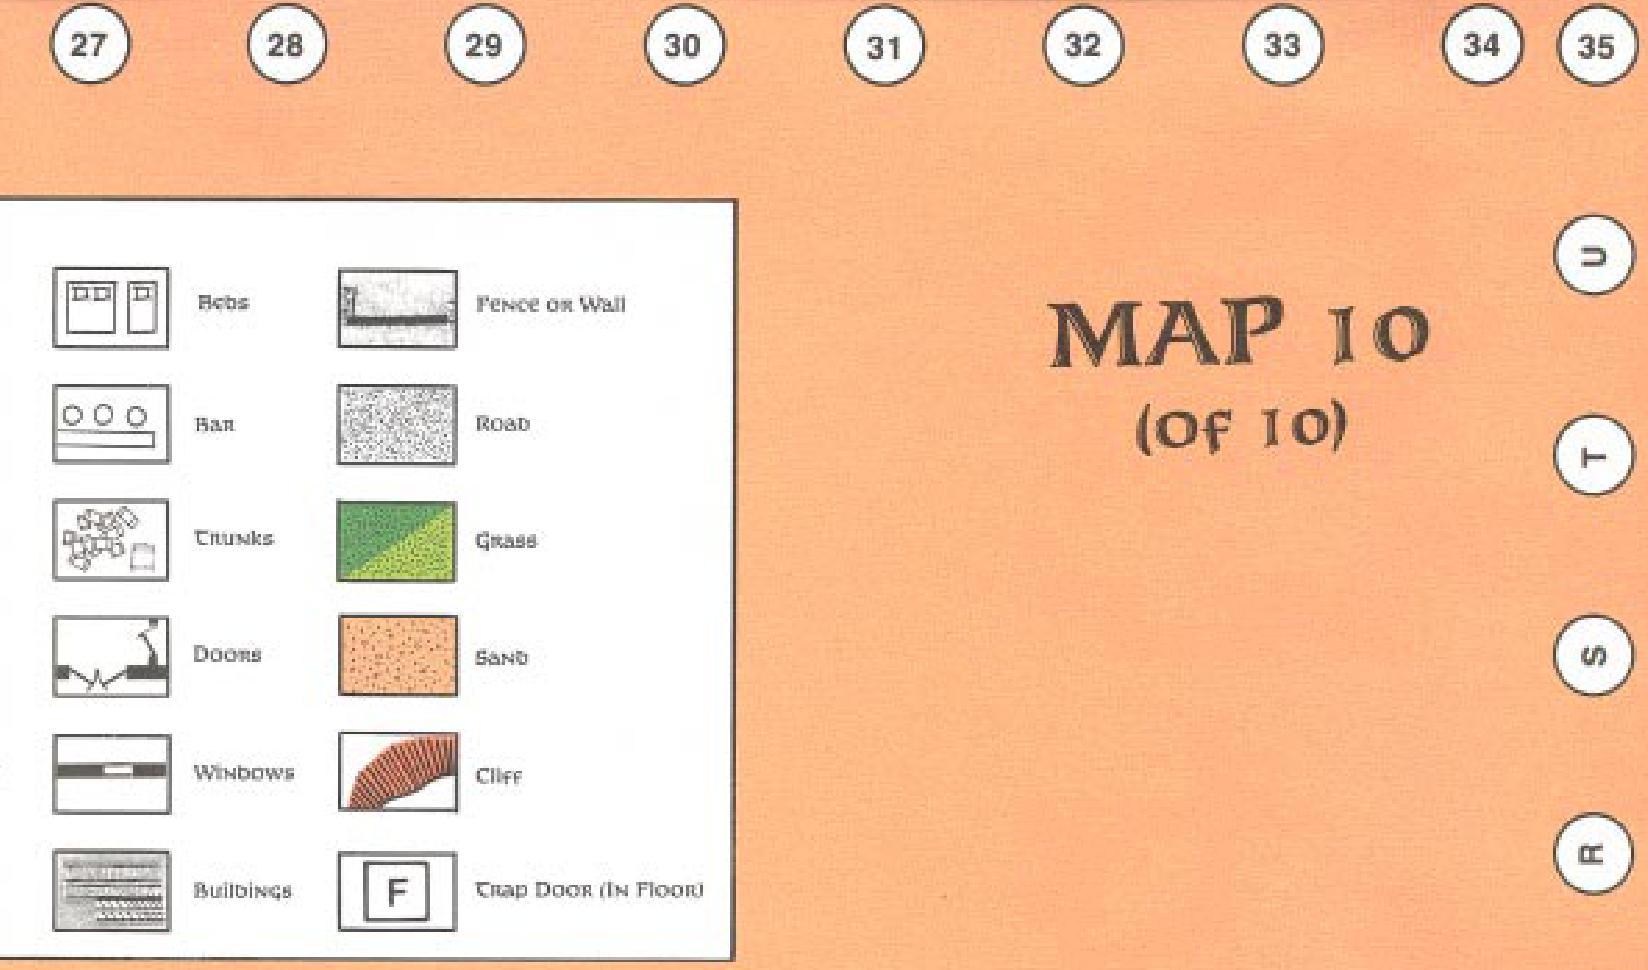 27 28 29 30 31 32 33 34 35
U
T
S
R
MAP 10
(Of 10)
Beds
Bar
Trunks
Doors
Windows
Buildings
Fence or Wall
Road
Grass
Sand
Cliff
F
Trap Door (In Floor)